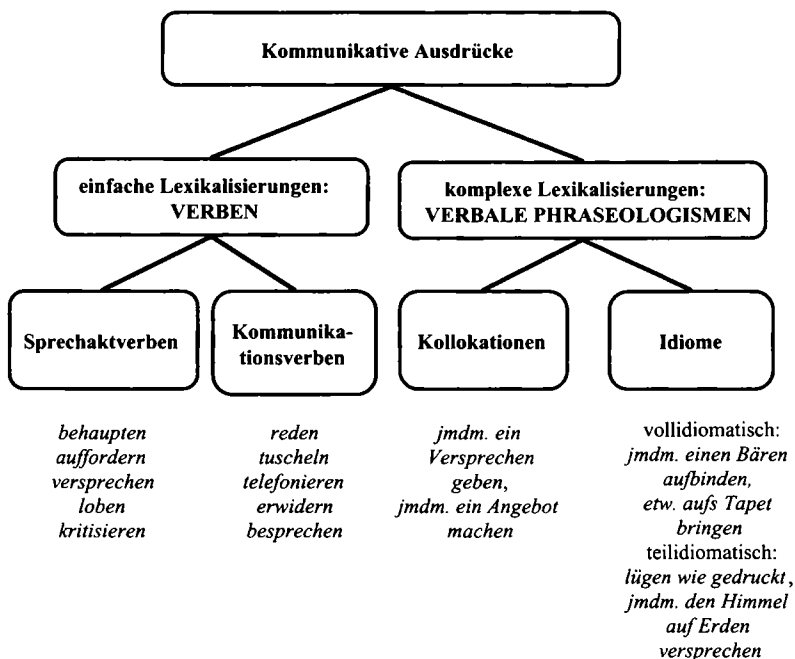 Kommunikative Ausdrücke
einfache Lexikalisierungen:
VERBEN
komplexe Lexikalisierungen:
VERBALE PHRASEOLOGISMEN
Sprechaktverben
Kommunika-
tionsverben
Kollokationen
Idiome
behaupten
auffordern
versprechen
loben
kritisieren
reden
tuscheln
telefonieren
erwidern
besprechen
jmdm. ein
Versprechen
geben,
jmdm. ein Angebot
machen
vollidiomatisch:
jmdm. einen Bären
aufbinden,
etw. aufs Tapet
bringen
teilidiomatisch:
lügen wie gedruckt,
jmdm. den Himmel
auf Erden
versprechen